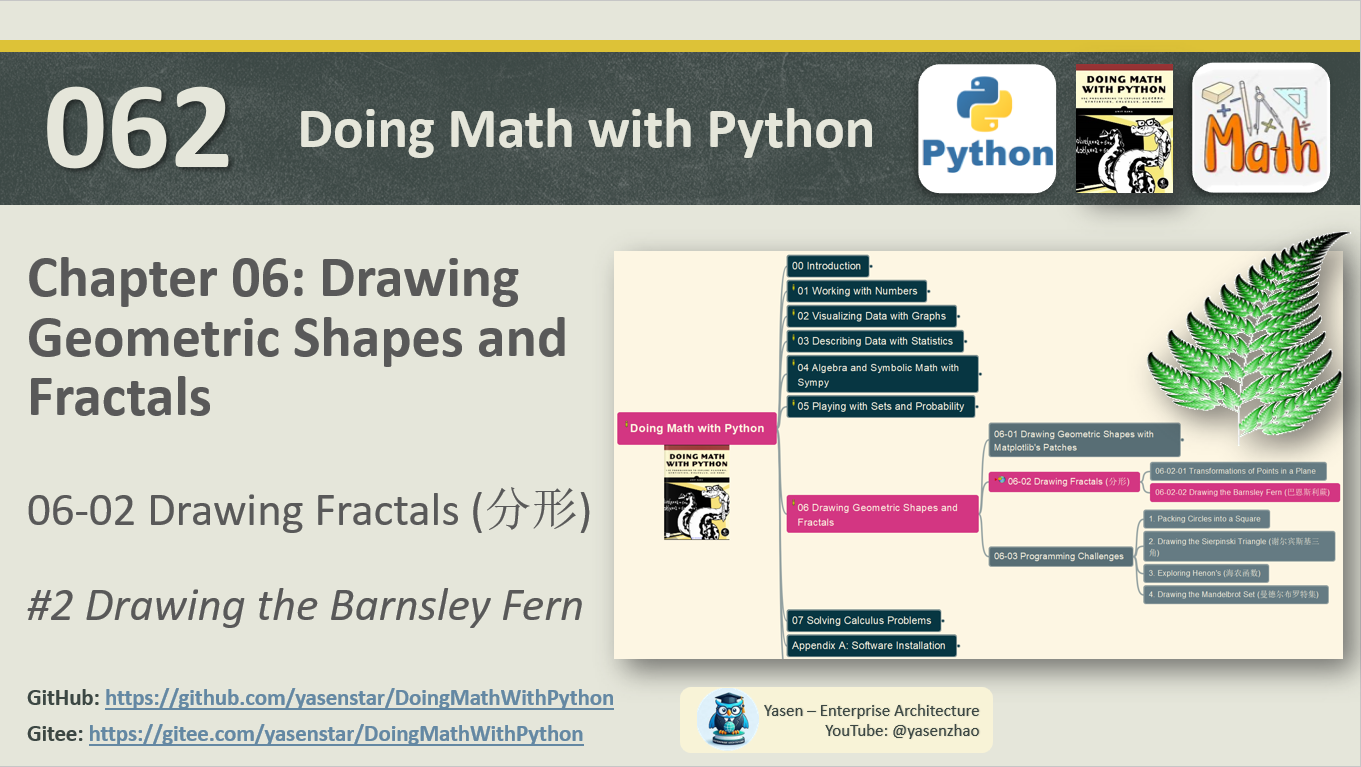 062
Doing Math with Python
Python
DOING MATH
WITH PYTHON
Math
Chapter 06: Drawing
Geometric Shapes and
Fractals
06-02 Drawing Fractals (分形)
#2 Drawing the Barnsley Fern
GitHub: https://github.com/yasenstar/DoingMathWithPython
Gitee: https://gitee.com/yasenstar/DoingMathWithPython
Doing Math with Python
DOING MATH
WITH PYTHON
00 Introduction
01 Working with Numbers
02 Visualizing Data with Graphs
03 Describing Data with Statistics
04 Algebra and Symbolic Math with
Sympy
05 Playing with Sets and Probability
06 Drawing Geometric Shapes and
Fractals
06-01 Drawing Geometric Shapes with
Matplotlib's Patches
06-02 Drawing Fractals (分形)
06-02-01 Transformations of Points in a Plane
06-02-02 Drawing the Barnsley Fern (巴恩斯利蕨)
06-03 Programming Challenges
1. Packing Circles into a Square
2. Drawing the Sierpinski Triangle (谢尔宾斯基三
角)
3. Exploring Henon's (海农函数)
4. Drawing the Mandelbrot Set (曼德尔布罗特集)
07 Solving Calculus Problems
Appendix A: Software Installation
Yasen – Enterprise Architecture
YouTube: @yasenzhao